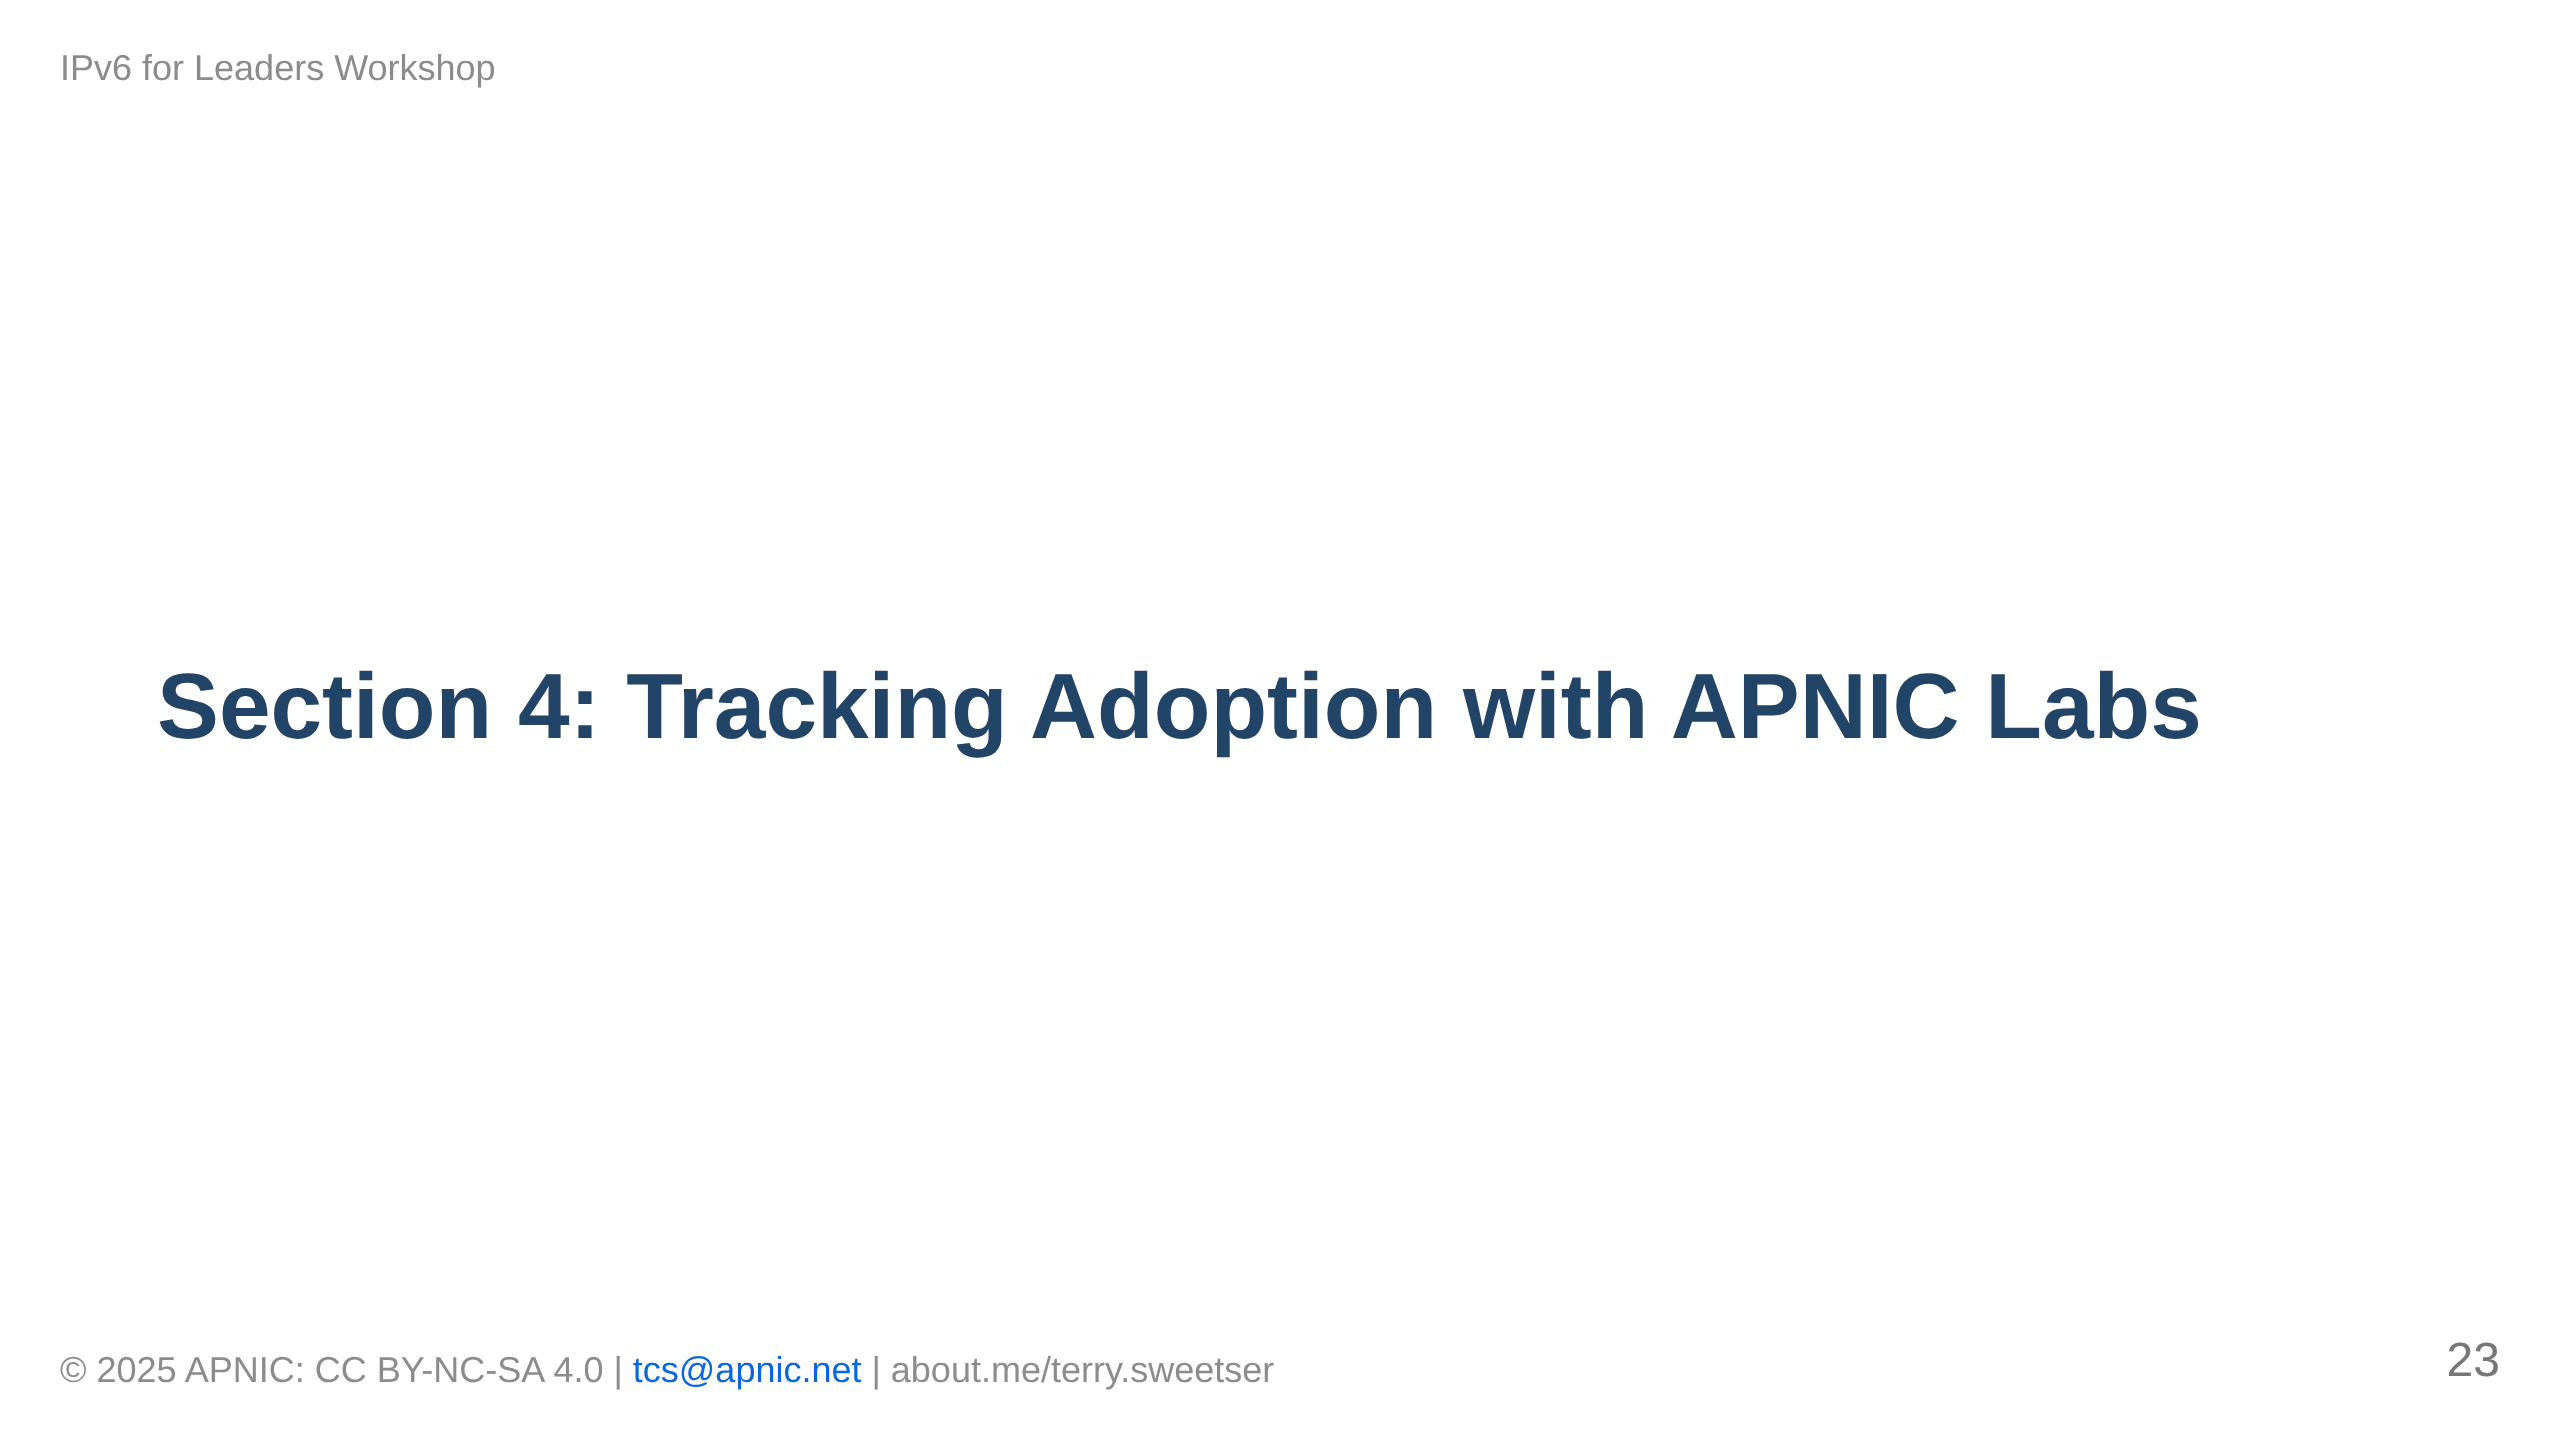 IPv6 for Leaders Workshop
Section 4: Tracking Adoption with APNIC Labs
© 2025 APNIC: CC BY-NC-SA 4.0 | tcs@apnic.net | about.me/terry.sweetser
23